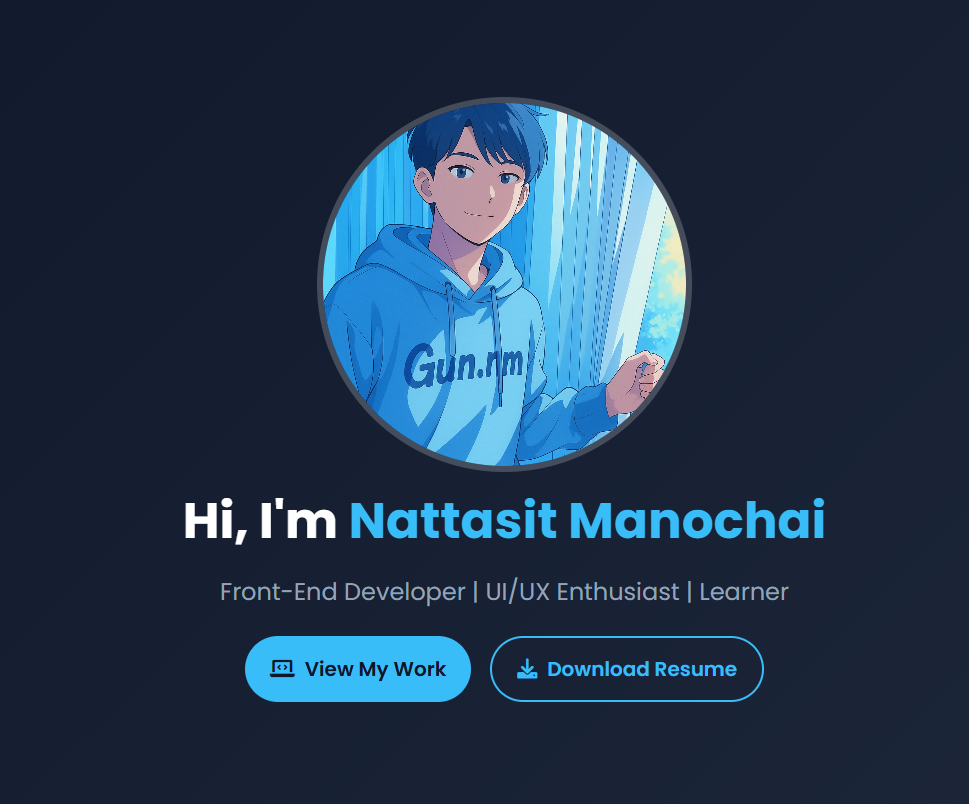 Gun.nm
Hi, I'm Nattasit Manochai
Front-End Developer | UI/UX Enthusiast | Learner
View My Work
Download Resume